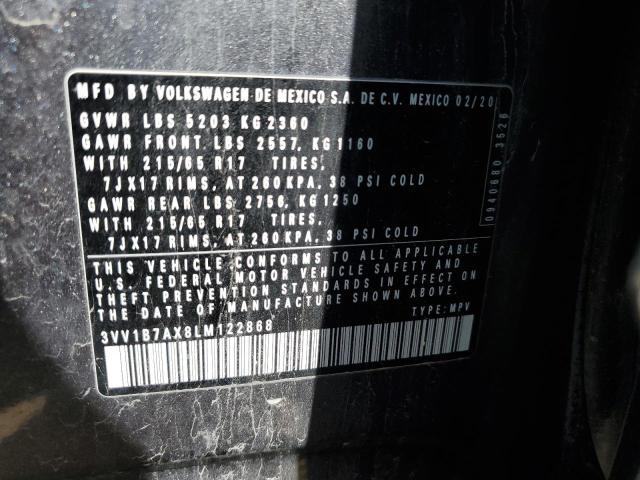 MFD BY VOLKSWAGEN DE MEXICO S.A. DE C.V. MEXICO 02/20
GVWR LBS 5203 KG 2360
GAWR FRONT LBS 2557, KG 1160
WITH 215/65 R17 TIRES,
7JX17 RIMS, AT 260 KPA, 38 PSI COLD
GAWR REAR LBS 2756, KG 1250
WITH 215/65 R17 TIRES,
7JX17 RIMS, AT 260 KPA, 38 PSI COLD
THIS VEHICLE CONFORMS TO ALL APPLICABLE
U.S. FEDERAL MOTOR VEHICLE SAFETY AND
THEFT PREVENTION STANDARDS IN EFFECT ON
THE DATE OF MANUFACTURE SHOWN ABOVE.
3VV1B7AX8LM122868 TYPE: MPV
0940680 3526